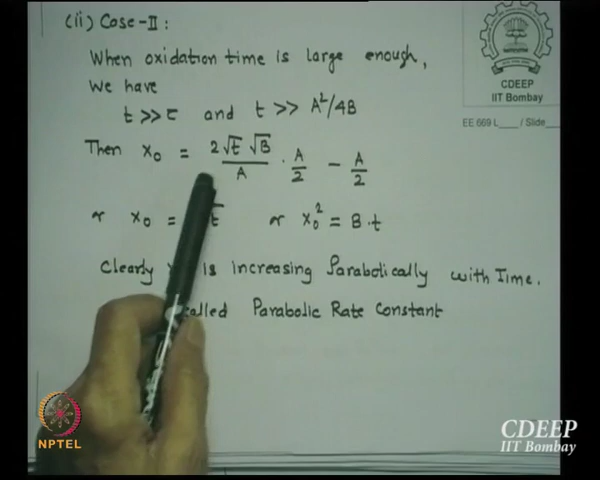 (ii) Case-II :
When oxidation time is large enough,
We have
t >> τ and t >> A²/4B
Then x₀ = 2√t √B / A · A/2 − A/2
or x₀ = or x₀² = B·t
Clearly is increasing Parabolically with Time.
called Parabolic Rate Constant
CDEEP
IIT Bombay
EE 669 L____ / Slide
NPTEL
CDEEP
IIT Bombay